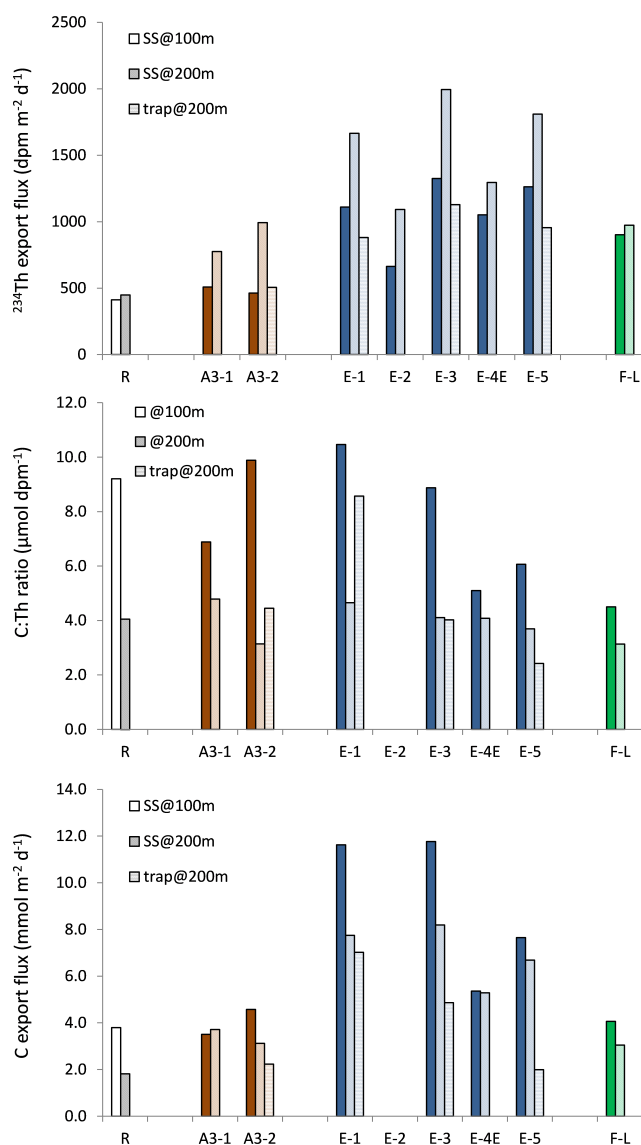 2500
2000
1500
1000
500
0
²³⁴Th export flux (dpm m⁻² d⁻¹)
SS@100m
SS@200m
trap@200m
R A3-1 A3-2 E-1 E-2 E-3 E-4E E-5 F-L
12.0
10.0
8.0
6.0
4.0
2.0
0.0
C:Th ratio (µmol dpm⁻¹)
@100m
@200m
trap@200m
R A3-1 A3-2 E-1 E-2 E-3 E-4E E-5 F-L
14.0
12.0
10.0
8.0
6.0
4.0
2.0
0.0
C export flux (mmol m⁻² d⁻¹)
SS@100m
SS@200m
trap@200m
R A3-1 A3-2 E-1 E-2 E-3 E-4E E-5 F-L